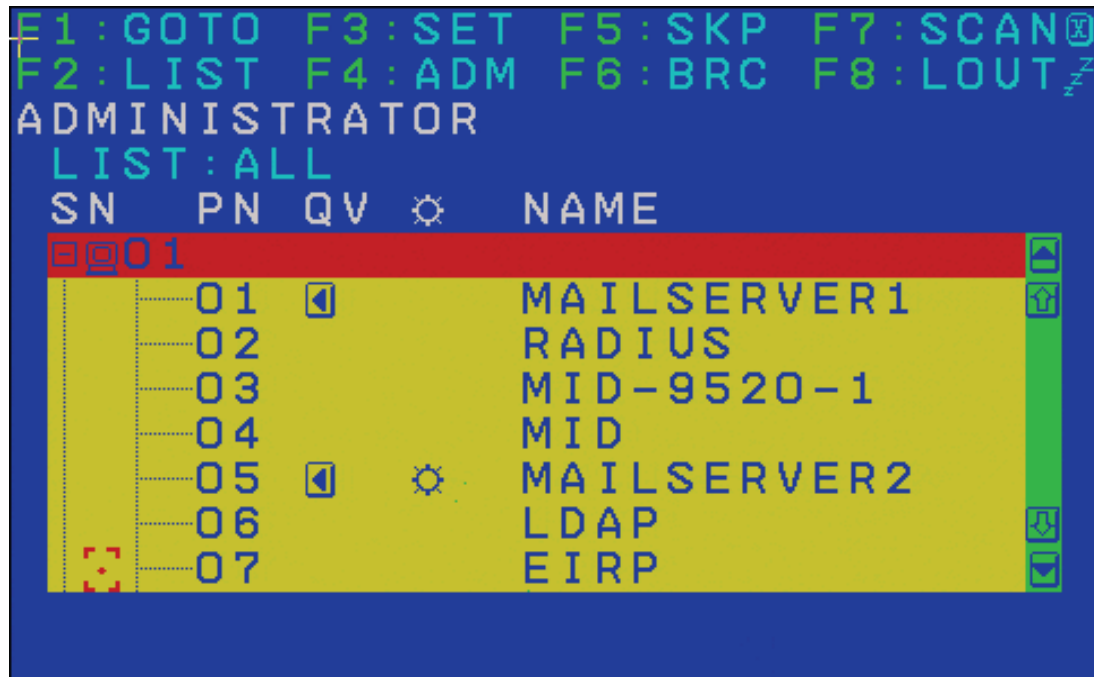 F1:GOTO F3:SET F5:SKP F7:SCAN
F2:LIST F4:ADM F6:BRC F8:LOUT zzz
ADMINISTRATOR
LIST:ALL
SN PN QV ☼ NAME
01
01 MAILSERVER1
02 RADIUS
03 MID-9520-1
04 MID
05 ☼ MAILSERVER2
06 LDAP
07 EIRP